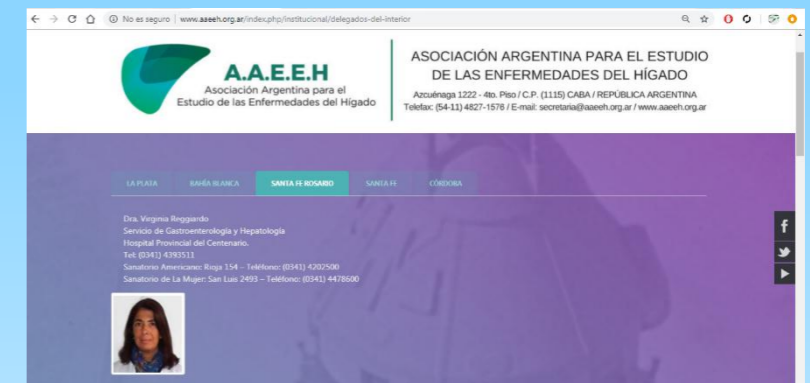 No es seguro | www.aaeeh.org.ar/index.php/institucional/delegados-del-interior
A.A.E.E.H
Asociación Argentina para el
Estudio de las Enfermedades del Hígado
ASOCIACIÓN ARGENTINA PARA EL ESTUDIO
DE LAS ENFERMEDADES DEL HÍGADO
Azcuénaga 1222 - 4to. Piso / C.P. (1115) CABA / REPÚBLICA ARGENTINA
Telefax: (54-11) 4827-1576 / E-mail: secretaria@aaeeh.org.ar / www.aaeeh.org.ar
LA PLATA BAHÍA BLANCA SANTA FE ROSARIO SANTA FE CÓRDOBA
Dra. Virginia Reggiardo
Servicio de Gastroenterología y Hepatología
Hospital Provincial del Centenario.
Tel: (0341) 4393511
Sanatorio Americano: Rioja 154 – Teléfono: (0341) 4202500
Sanatorio de La Mujer: San Luis 2493 – Teléfono: (0341) 4478600